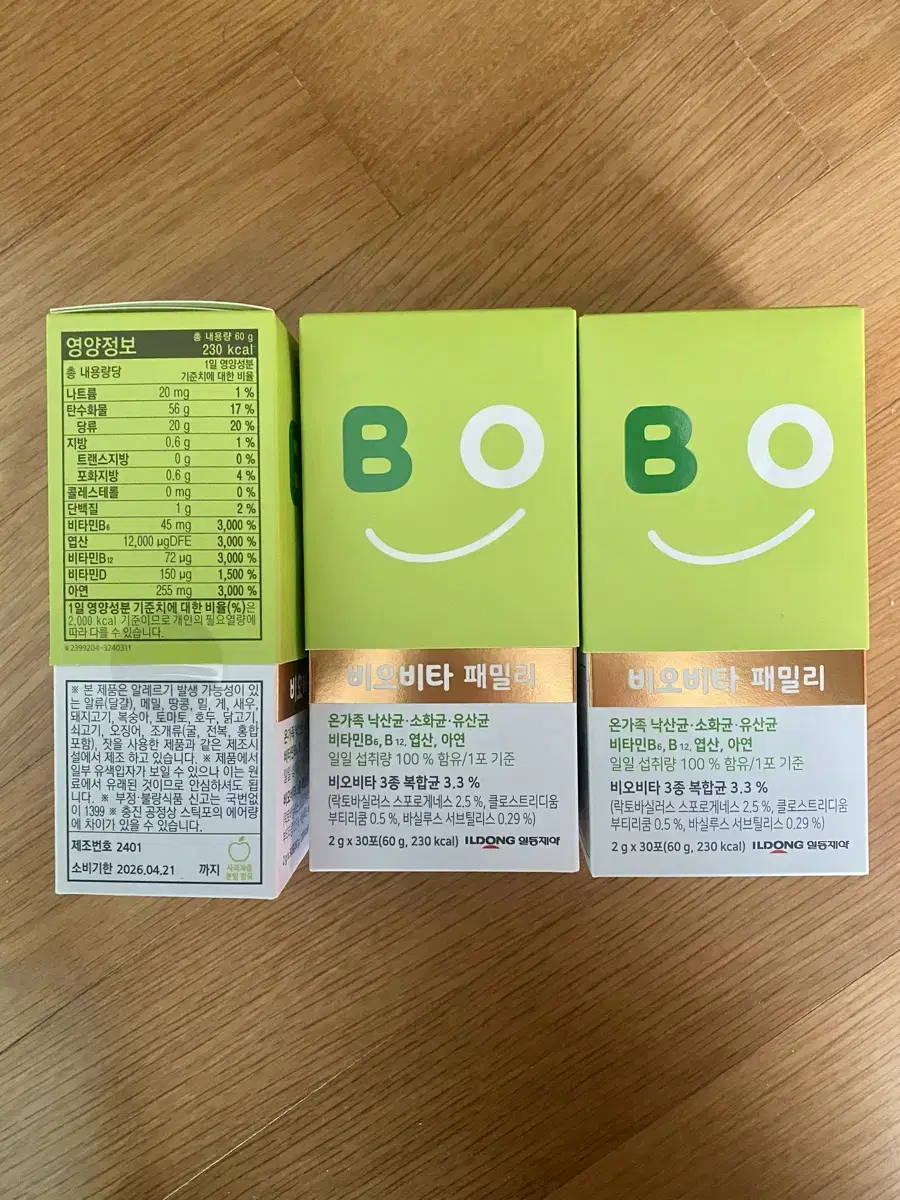 영양정보
총 내용량 60 g
230 kcal
총 내용량당
1일 영양성분
기준치에 대한 비율
나트륨 20 mg 1 %
탄수화물 56 g 17 %
당류 20 g 20 %
지방 0.6 g 1 %
트랜스지방 0 g 0 %
포화지방 0.6 g 4 %
콜레스테롤 0 mg 0 %
단백질 1 g 2 %
비타민B₆ 45 mg 3,000 %
엽산 12,000 µgDFE 3,000 %
비타민B₁₂ 72 µg 3,000 %
비타민D 150 µg 1,500 %
아연 255 mg 3,000 %
1일 영양성분 기준치에 대한 비율(%)은
2,000 kcal 기준이므로 개인의 필요열량에
따라 다를 수 있습니다.
※2399204-3240311
※ 본 제품은 알레르기 발생 가능성이 있
는 알류(달걀), 메밀, 땅콩, 밀, 게, 새우,
돼지고기, 복숭아, 토마토, 호두, 닭고기,
쇠고기, 오징어, 조개류(굴, 전복, 홍합
포함), 잣을 사용한 제품과 같은 제조시
설에서 제조 하고 있습니다. ※ 제품에서
일부 유색입자가 보일 수 있으나 이는 원
료에서 유래된 것이므로 안심하셔도 됩
니다. ※ 부정·불량식품 신고는 국번없
이 1399 ※ 충진 공정상 스틱포의 에어량
에 차이가 있을 수 있습니다.
제조번호 2401
소비기한 2026.04.21 까지
사과과즙
분말 함유
BO
비오비타 패밀리
온가족 낙산균·소화균·유산균
비타민B₆, B₁₂, 엽산, 아연
일일 섭취량 100 % 함유/1포 기준
비오비타 3종 복합균 3.3 %
(락토바실러스 스포로게네스 2.5 %, 클로스트리디움
부티리쿰 0.5 %, 바실루스 서브틸리스 0.29 %)
2 g x 30포(60 g, 230 kcal) ILDONG 일동제약
BO
비오비타 패밀리
온가족 낙산균·소화균·유산균
비타민B₆, B₁₂, 엽산, 아연
일일 섭취량 100 % 함유/1포 기준
비오비타 3종 복합균 3.3 %
(락토바실러스 스포로게네스 2.5 %, 클로스트리디움
부티리쿰 0.5 %, 바실루스 서브틸리스 0.29 %)
2 g x 30포(60 g, 230 kcal) ILDONG 일동제약